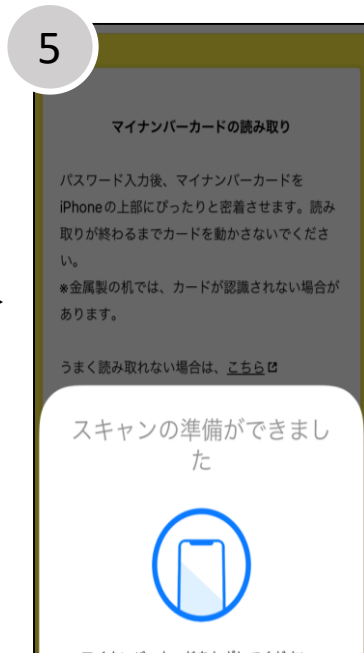 5
マイナンバーカードの読み取り
パスワード入力後、マイナンバーカードを
iPhoneの上部にぴったりと密着させます。読み
取りが終わるまでカードを動かさないでくださ
い。
※金属製の机では、カードが認識されない場合が
あります。
うまく読み取れない場合は、こちら
スキャンの準備ができまし
た